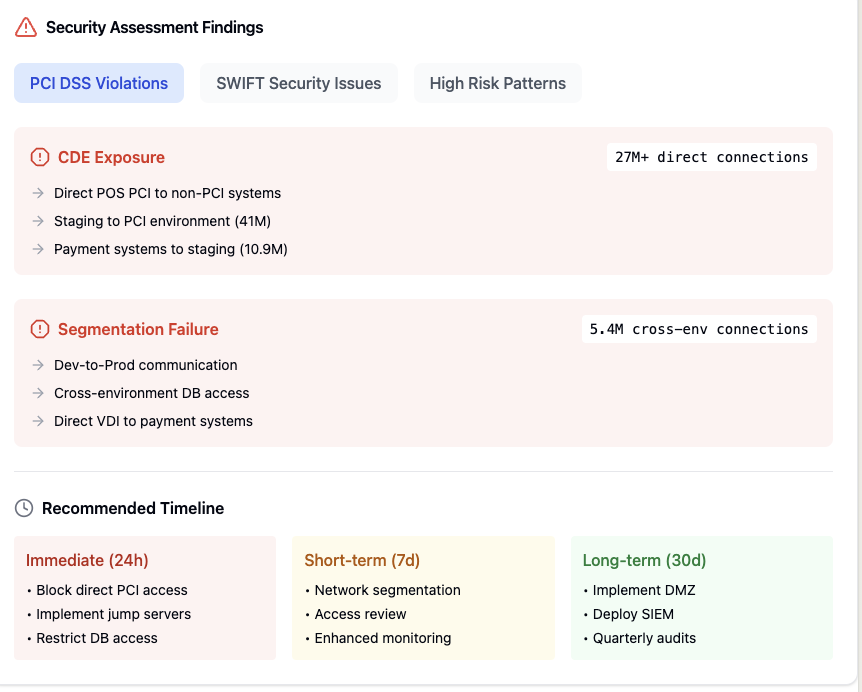 Security Assessment Findings
PCI DSS Violations
SWIFT Security Issues
High Risk Patterns
CDE Exposure
27M+ direct connections
→ Direct POS PCI to non-PCI systems
→ Staging to PCI environment (41M)
→ Payment systems to staging (10.9M)
Segmentation Failure
5.4M cross-env connections
→ Dev-to-Prod communication
→ Cross-environment DB access
→ Direct VDI to payment systems
Recommended Timeline
Immediate (24h)
• Block direct PCI access
• Implement jump servers
• Restrict DB access
Short-term (7d)
• Network segmentation
• Access review
• Enhanced monitoring
Long-term (30d)
• Implement DMZ
• Deploy SIEM
• Quarterly audits